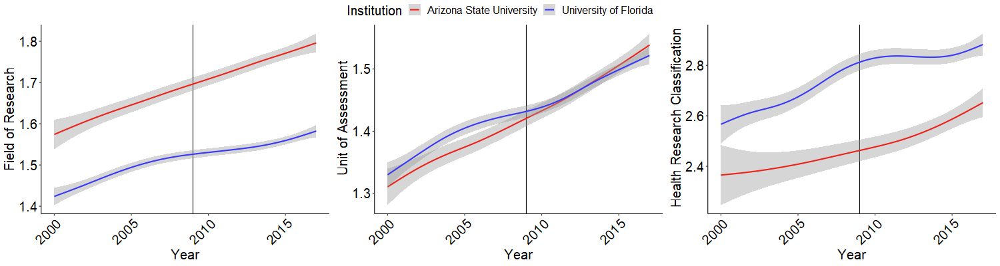 Institution Arizona State University University of Florida
Field of Research
1.8
1.7
1.6
1.5
1.4
2000 2005 2010 2015
Year
Unit of Assessment
1.5
1.4
1.3
2000 2005 2010 2015
Year
Health Research Classification
2.8
2.6
2.4
2000 2005 2010 2015
Year